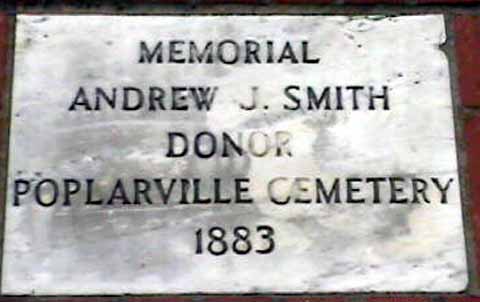 MEMORIAL
ANDREW J. SMITH
DONOR
POPLARVILLE CEMETERY
1883